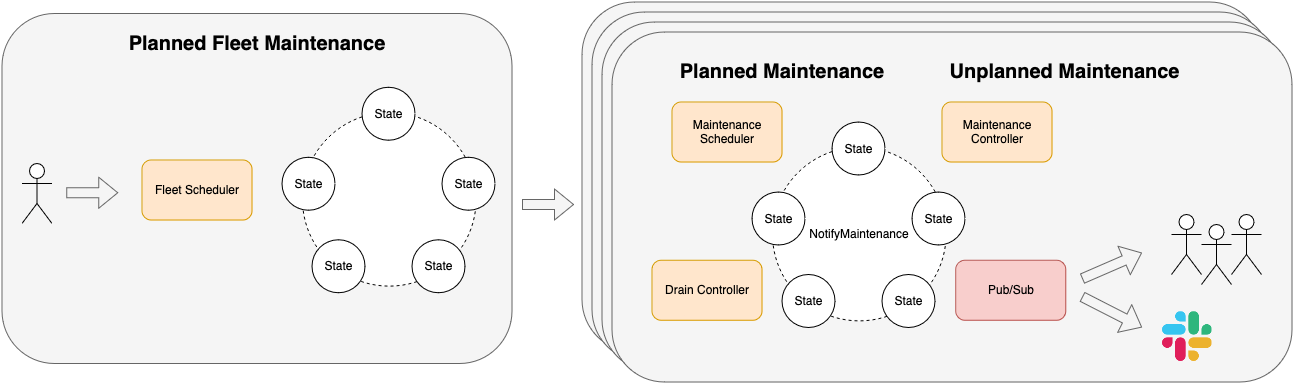 Planned Fleet Maintenance
State
State
State
Fleet Scheduler
State
State
Planned Maintenance
Unplanned Maintenance
Maintenance
Scheduler
Maintenance
Controller
State
State
State
NotifyMaintenance
Drain Controller
State
State
Pub/Sub